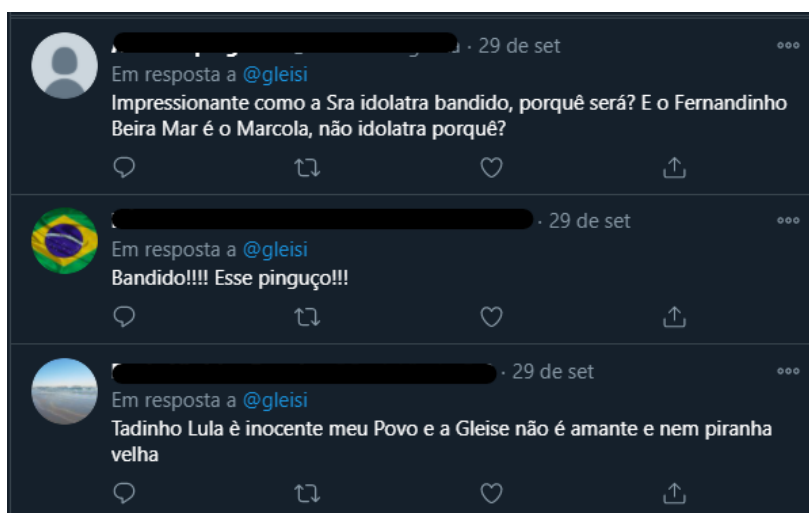 · 29 de set
Em resposta a @gleisi
Impressionante como a Sra idolatra bandido, porquê será? E o Fernandinho
Beira Mar é o Marcola, não idolatra porquê?
· 29 de set
Em resposta a @gleisi
Bandido!!!! Esse pinguço!!!
· 29 de set
Em resposta a @gleisi
Tadinho Lula è inocente meu Povo e a Gleise não é amante e nem piranha
velha